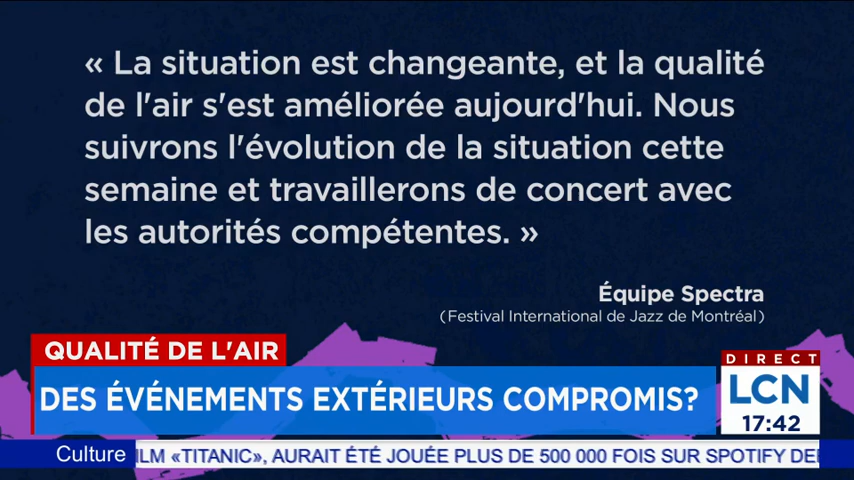 « La situation est changeante, et la qualité
de l'air s'est améliorée aujourd'hui. Nous
suivrons l'évolution de la situation cette
semaine et travaillerons de concert avec
les autorités compétentes. »
Équipe Spectra
(Festival International de Jazz de Montréal)
QUALITÉ DE L'AIR
DES ÉVÉNEMENTS EXTÉRIEURS COMPROMIS?
DIRECT
LCN
17:42
Culture «TITANIC», AURAIT ÉTÉ JOUÉE PLUS DE 500 000 FOIS SUR SPOTIFY